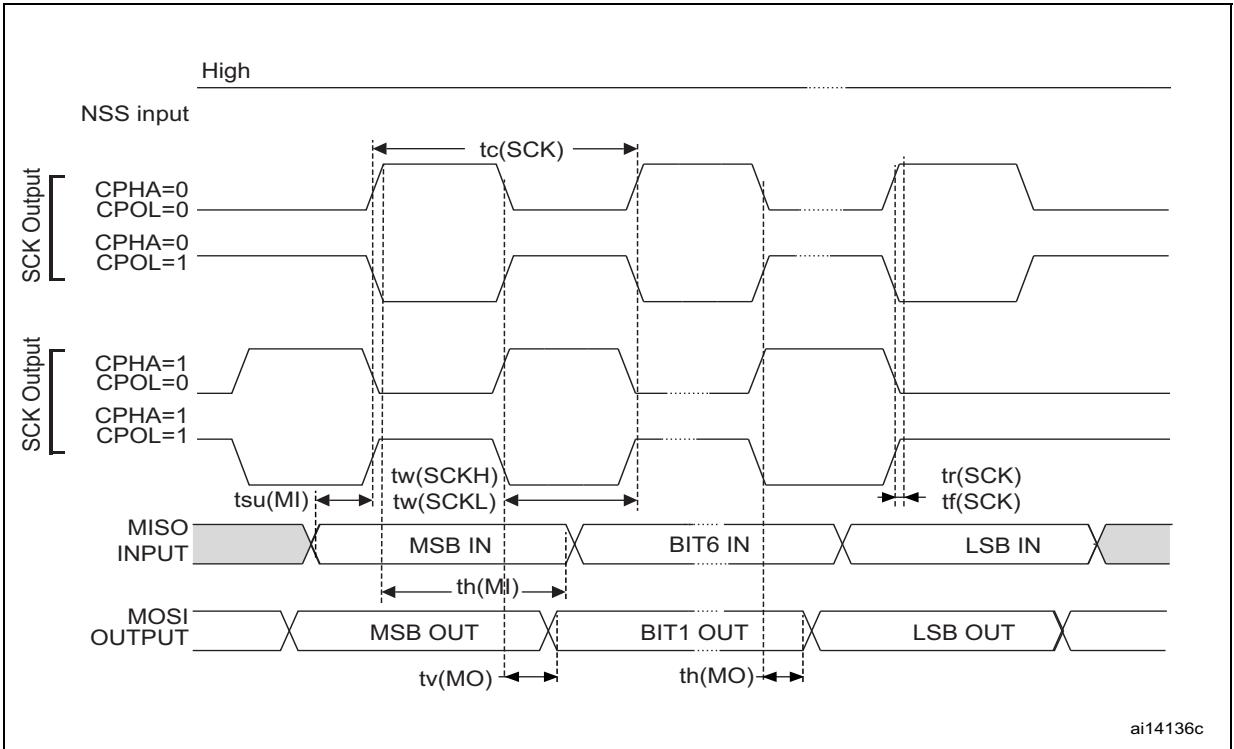 High
NSS input
tc(SCK)
SCK Output
CPHA=0
CPOL=0
CPHA=0
CPOL=1
SCK Output
CPHA=1
CPOL=0
CPHA=1
CPOL=1
tw(SCKH)
tw(SCKL)
tr(SCK)
tf(SCK)
tsu(MI)
MISO
INPUT
MSB IN
BIT6 IN
LSB IN
th(MI)
MOSI
OUTPUT
MSB OUT
BIT1 OUT
LSB OUT
tv(MO)
th(MO)
ai14136c